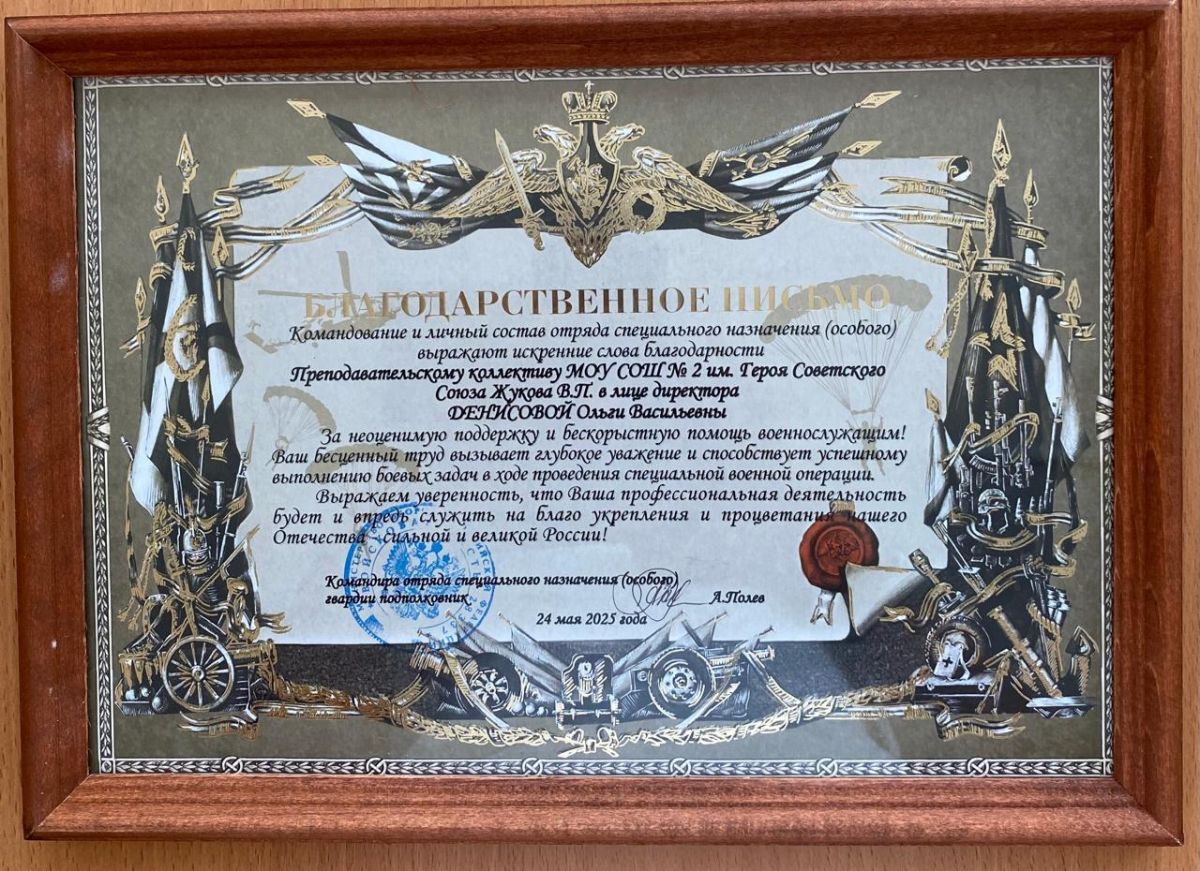 БЛАГОДАРСТВЕННОЕ ПИСЬМО
Командование и личный состав отряда специального назначения (особого)
выражают искренние слова благодарности
Преподавательскому коллективу МОУ СОШ № 2 им. Героя Советского
Союза Жукова В.П. в лице директора
ДЕНИСОВОЙ Ольги Васильевны
За неоценимую поддержку и бескорыстную помощь военнослужащим!
Ваш бесценный труд вызывает глубокое уважение и способствует успешному
выполнению боевых задач в ходе проведения специальной военной операции.
Выражаем уверенность, что Ваша профессиональная деятельность
будет и впредь служить на благо укрепления и процветания нашего
Отечества - сильной и великой России!
Командира отряда специального назначения (особого)
гвардии подполковник А.Полев
24 мая 2025 года